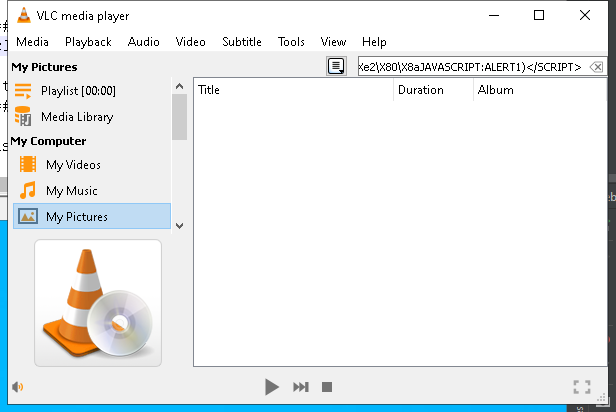 VLC media player
Media Playback Audio Video Subtitle Tools View Help
My Pictures
Xe2\X80\X8aJAVASCRIPT:ALERT1)</SCRIPT>
Playlist [00:00]
Media Library
My Computer
My Videos
My Music
My Pictures
Title Duration Album